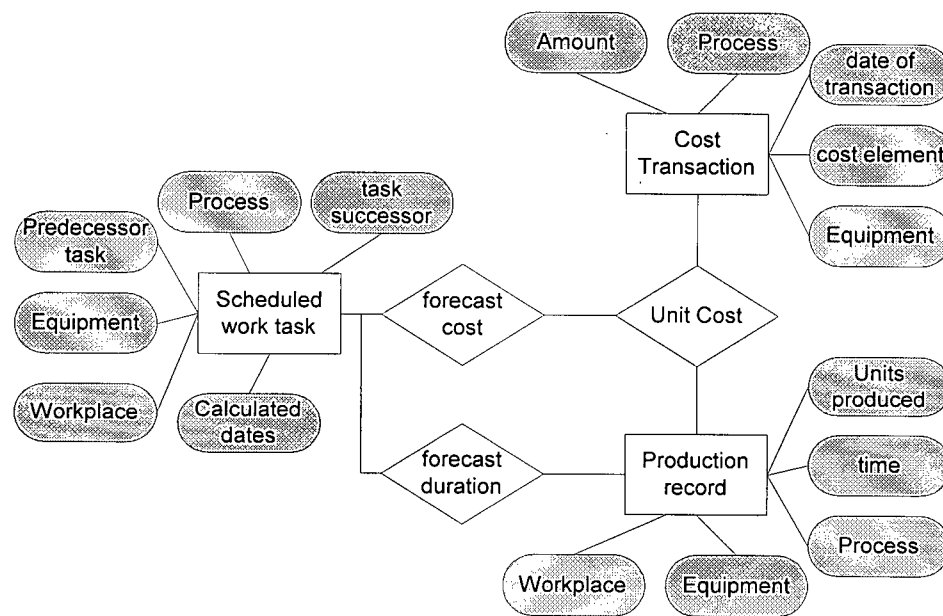 Amount
Process
date of
transaction
Cost
Transaction
cost element
Equipment
Process
task
successor
Predecessor
task
Scheduled
work task
Equipment
Workplace
Calculated
dates
forecast
cost
Unit Cost
forecast
duration
Production
record
Units
produced
time
Process
Workplace
Equipment